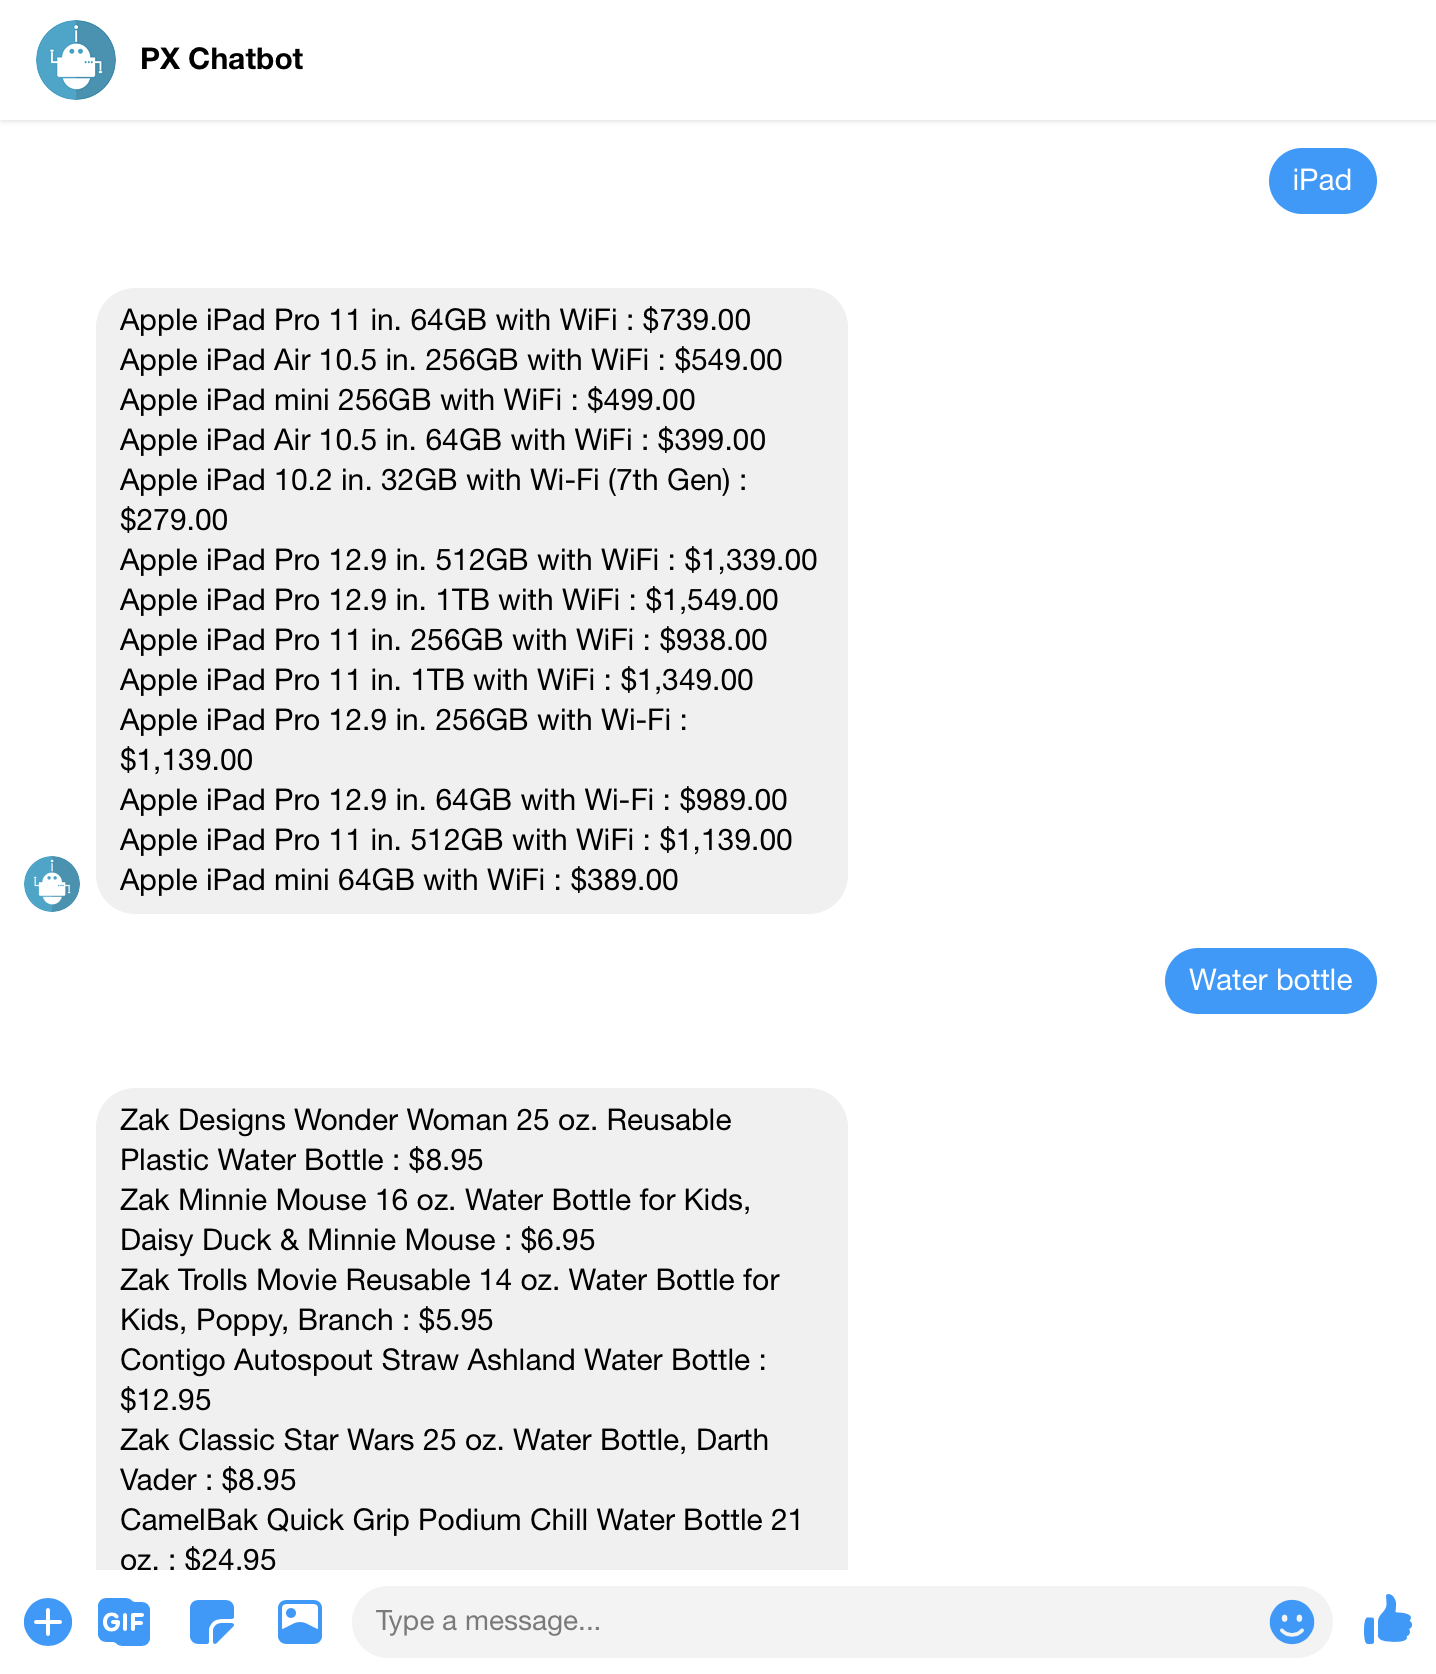 PX Chatbot
iPad
Apple iPad Pro 11 in. 64GB with WiFi : $739.00
Apple iPad Air 10.5 in. 256GB with WiFi : $549.00
Apple iPad mini 256GB with WiFi : $499.00
Apple iPad Air 10.5 in. 64GB with WiFi : $399.00
Apple iPad 10.2 in. 32GB with Wi-Fi (7th Gen) :
$279.00
Apple iPad Pro 12.9 in. 512GB with WiFi : $1,339.00
Apple iPad Pro 12.9 in. 1TB with WiFi : $1,549.00
Apple iPad Pro 11 in. 256GB with WiFi : $938.00
Apple iPad Pro 11 in. 1TB with WiFi : $1,349.00
Apple iPad Pro 12.9 in. 256GB with Wi-Fi :
$1,139.00
Apple iPad Pro 12.9 in. 64GB with Wi-Fi : $989.00
Apple iPad Pro 11 in. 512GB with WiFi : $1,139.00
Apple iPad mini 64GB with WiFi : $389.00
Water bottle
Zak Designs Wonder Woman 25 oz. Reusable
Plastic Water Bottle : $8.95
Zak Minnie Mouse 16 oz. Water Bottle for Kids,
Daisy Duck & Minnie Mouse : $6.95
Zak Trolls Movie Reusable 14 oz. Water Bottle for
Kids, Poppy, Branch : $5.95
Contigo Autospout Straw Ashland Water Bottle :
$12.95
Zak Classic Star Wars 25 oz. Water Bottle, Darth
Vader : $8.95
CamelBak Quick Grip Podium Chill Water Bottle 21
oz. : $24.95
GIF
Type a message...